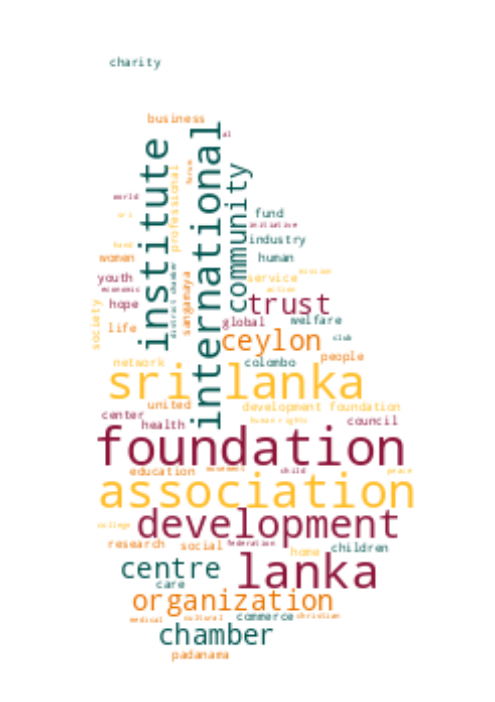 charity
business
al
institute
international
forum
community
professional
world
sri
fund
initiative
industry
hand
women
human
district chamber
sangamaya
mission
service
youth
economic
action
hope
society
trust
global
welfare
life
ceylon
club
people
network
colombo
sri lanka
united
development foundation
center
human rights
council
health
foundation
education
movement
child
peace
association
college
development
research
social
federation
home
children
centre
lanka
care
organization
medical
cultural
commerce
christian
chamber
padanama